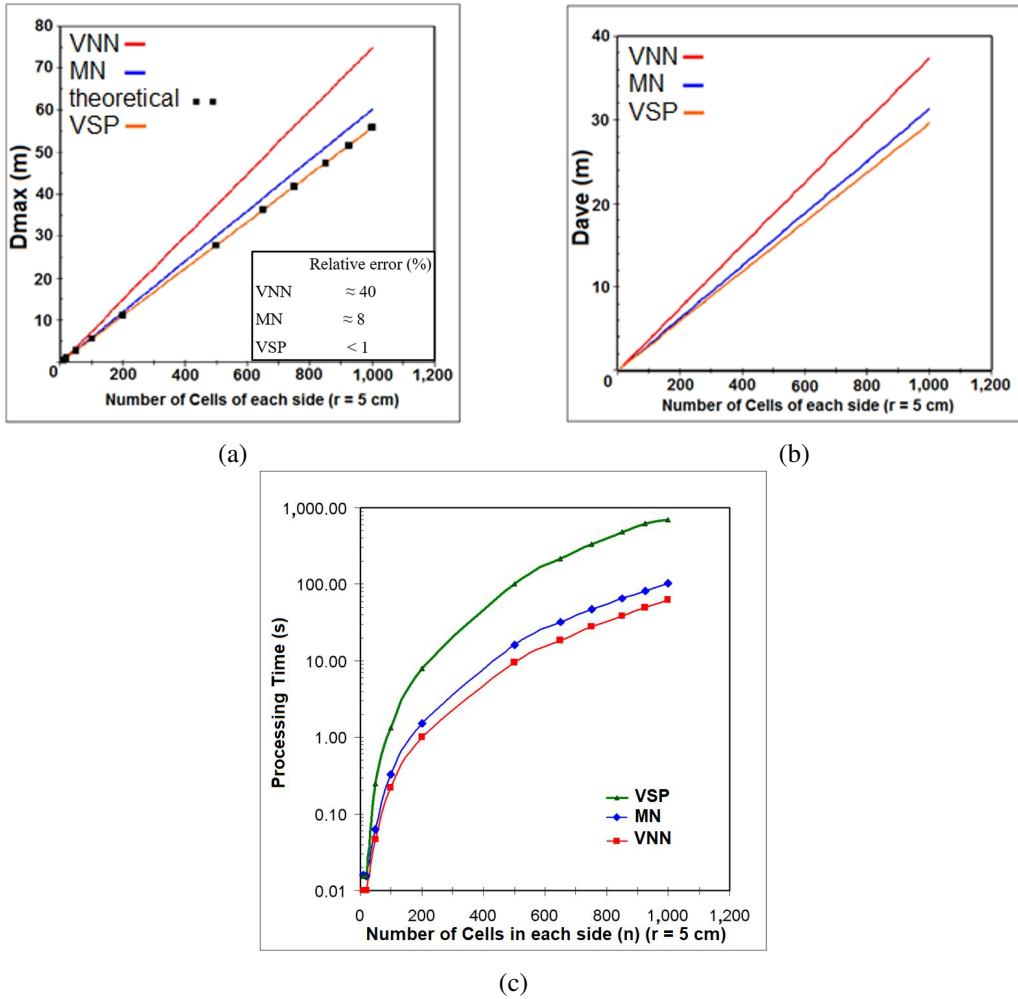 80
70
60
50
40
30
20
10
Dmax (m)
VNN
MN
theoretical
VSP
Relative error (%)
VNN ≈ 40
MN ≈ 8
VSP < 1
200 400 600 800 1,000 1,200
Number of Cells of each side (r = 5 cm)
(a)
40
30
20
10
0
Dave (m)
VNN
MN
VSP
0 200 400 600 800 1,000 1,200
Number of Cells of each side (r = 5 cm)
(b)
1,000.00
100.00
10.00
1.00
0.10
0.01
Processing Time (s)
VSP
MN
VNN
0 200 400 600 800 1,000 1,200
Number of Cells in each side (n) (r = 5 cm)
(c)